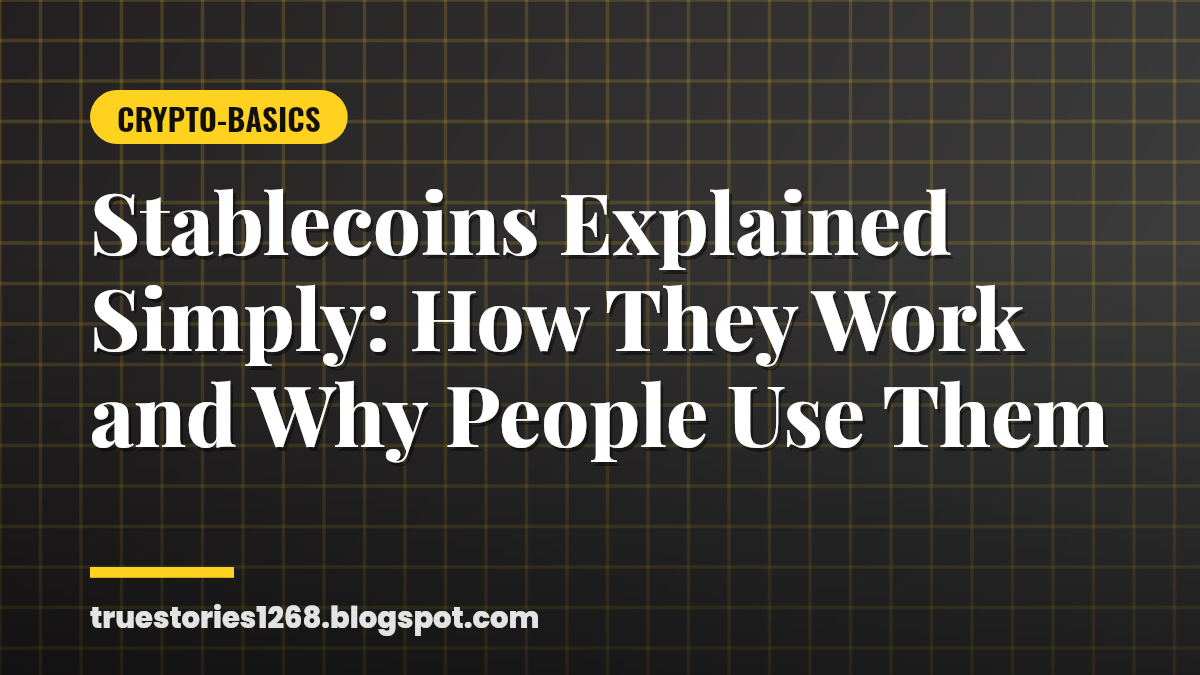 CRYPTO-BASICS
Stablecoins Explained
Simply: How They Work
and Why People Use Them
truestories1268.blogspot.com